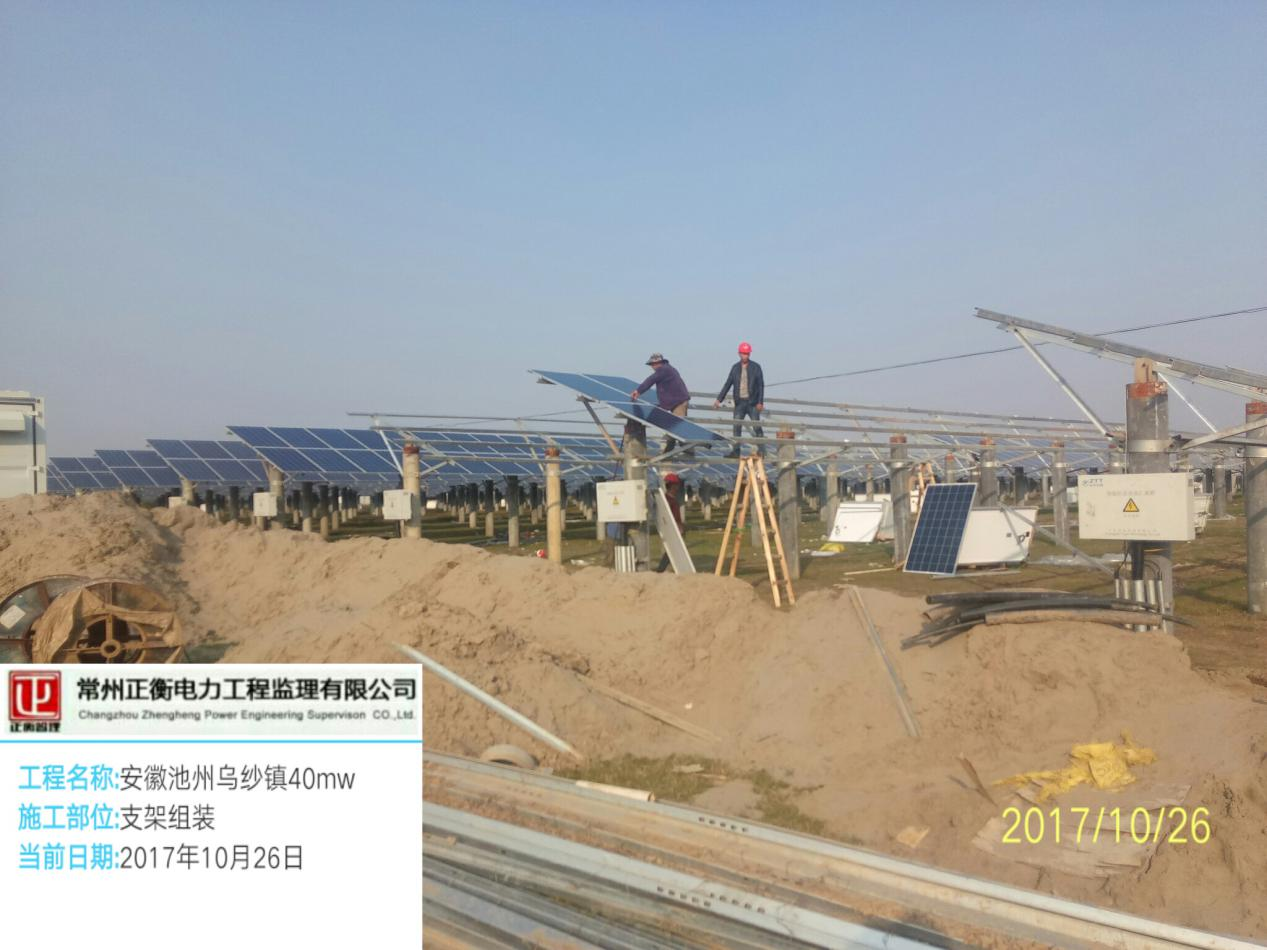 常州正衡电力工程监理有限公司
Changzhou Zhengheng Power Engineering Supervison CO.,Ltd.
正衡管理
工程名称:安徽池州乌纱镇40mw
施工部位:支架组装
当前日期:2017年10月26日
2017/10/26